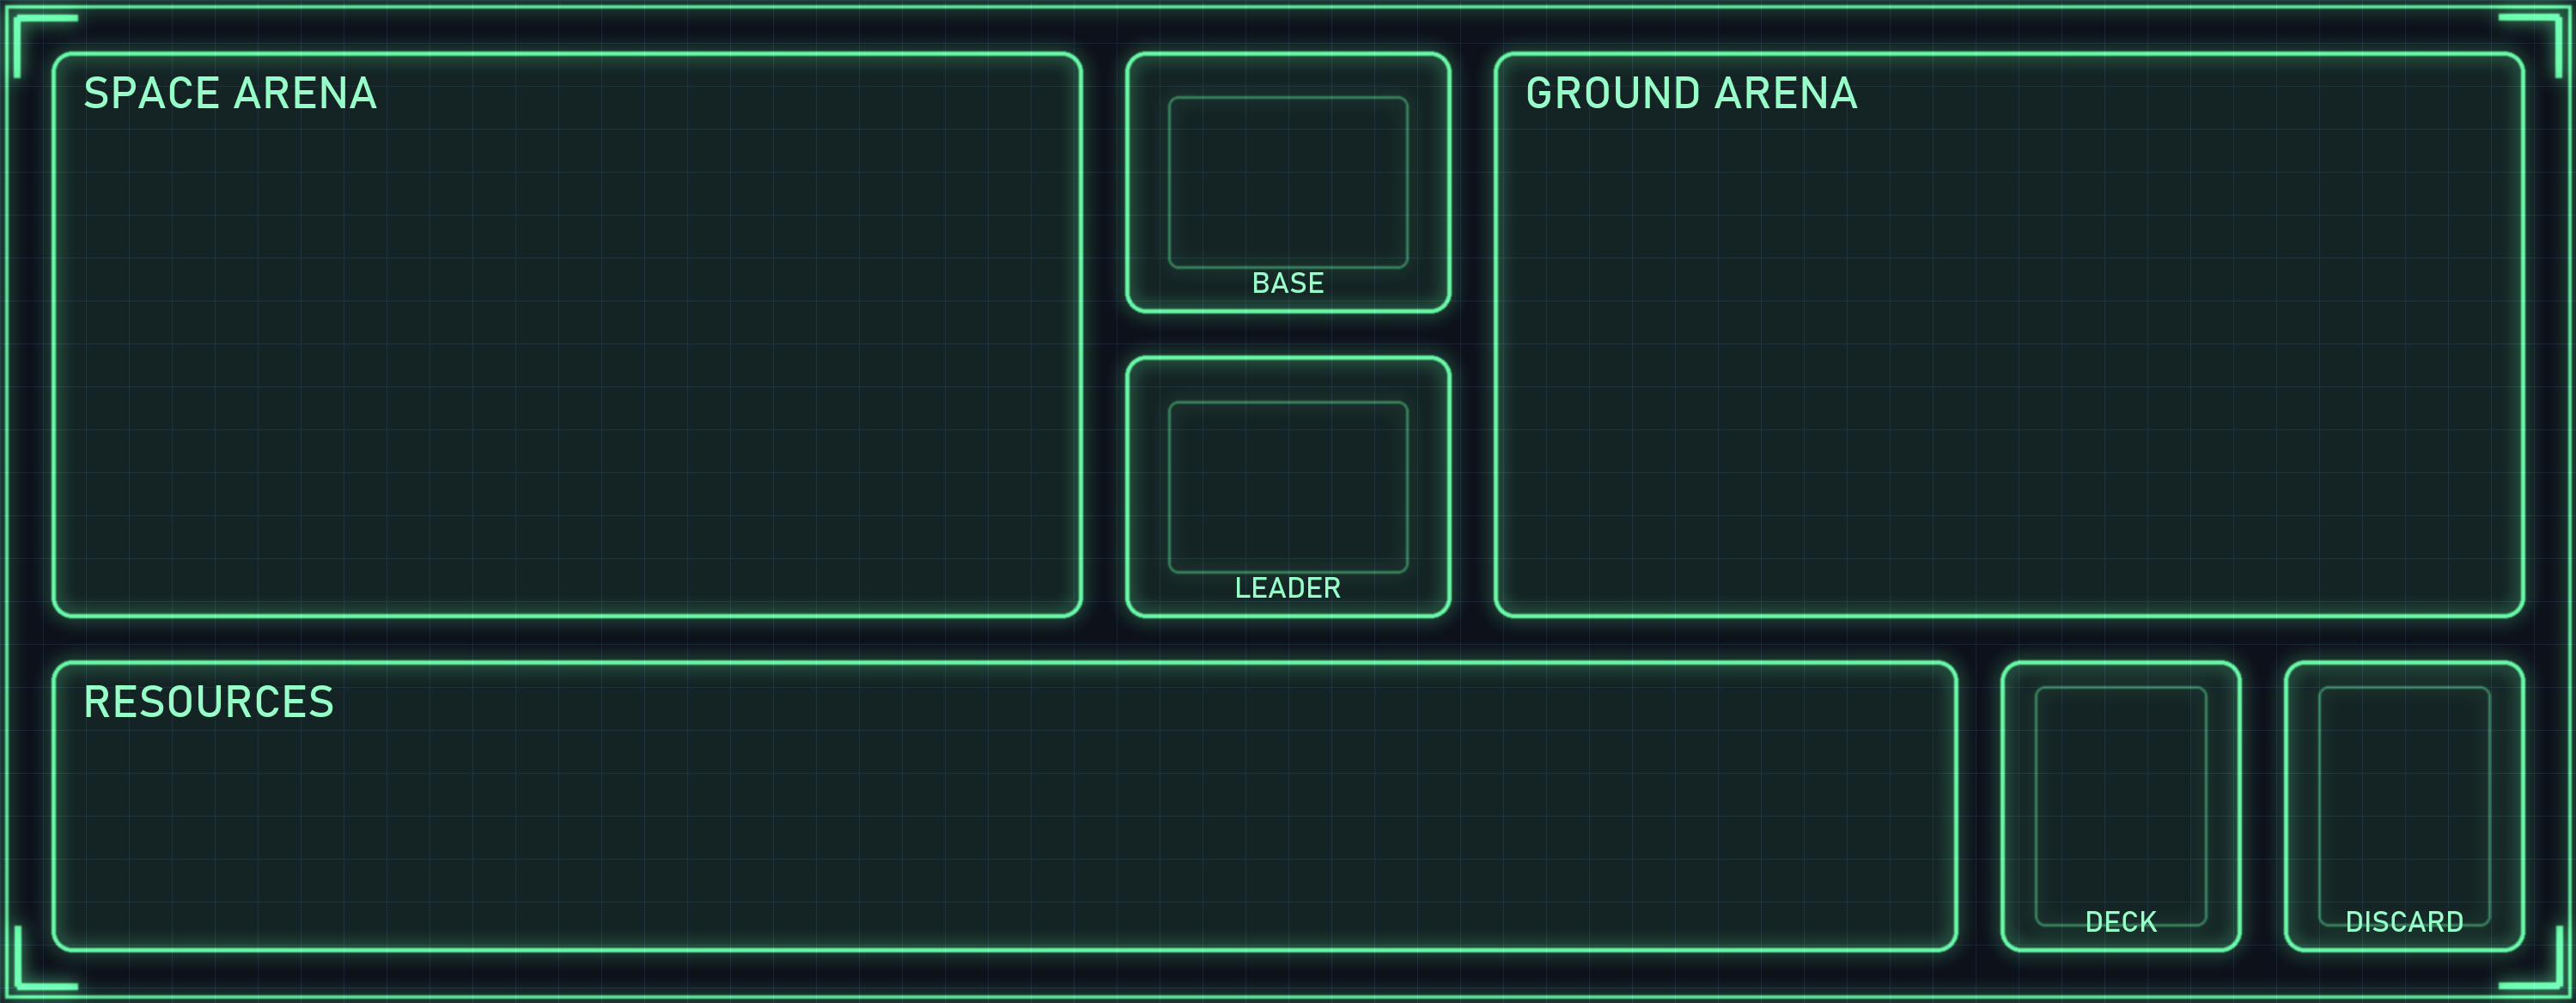 SPACE ARENA
BASE
GROUND ARENA
LEADER
RESOURCES
DECK
DISCARD